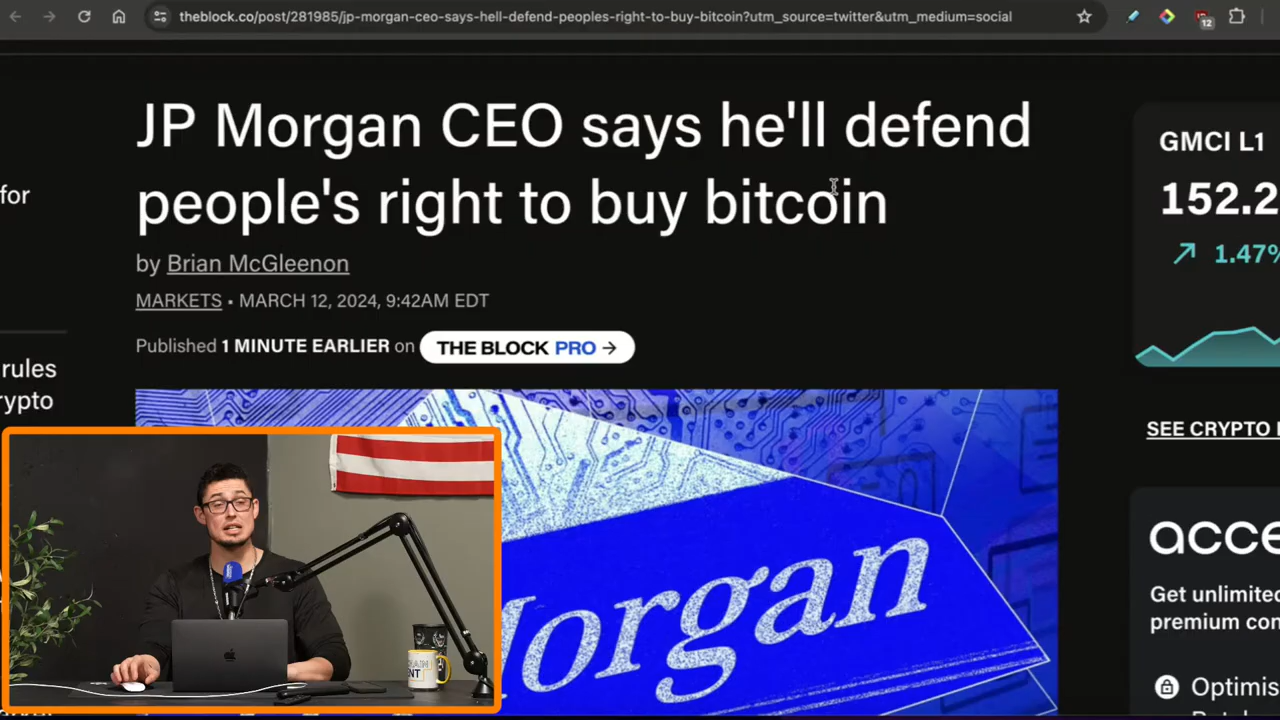 theblock.co/post/281985/jp-morgan-ceo-says-hell-defend-peoples-right-to-buy-bitcoin?utm_source=twitter&utm_medium=social
12
JP Morgan CEO says he'll defend
people's right to buy bitcoin
by Brian McGleenon
MARKETS • MARCH 12, 2024, 9:42AM EDT
Published 1 MINUTE EARLIER on THE BLOCK PRO →
for
rules
rypto
GMCI L1
152.2
1.47%
SEE CRYPTO
acce
Get unlimited
premium con
Optimis
organ
NT